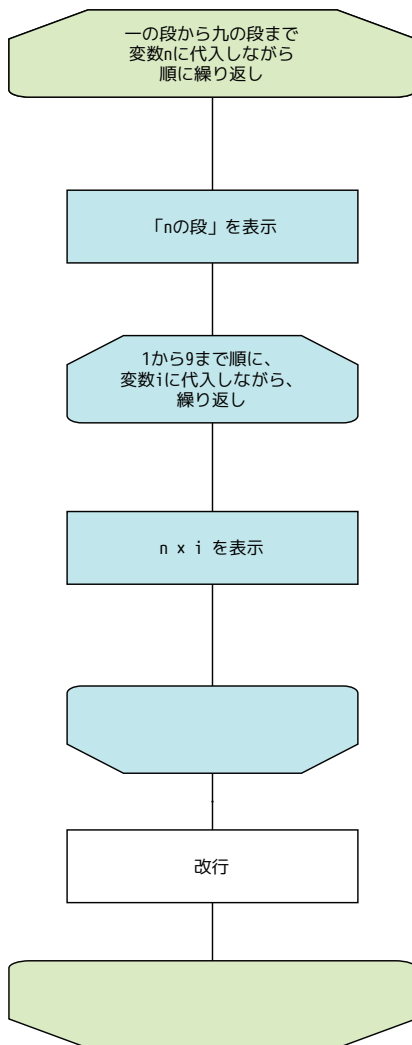 一の段から九の段まで
変数nに代入しながら
順に繰り返し
「nの段」を表示
1から9まで順に、
変数iに代入しながら、
繰り返し
n x i を表示
改行